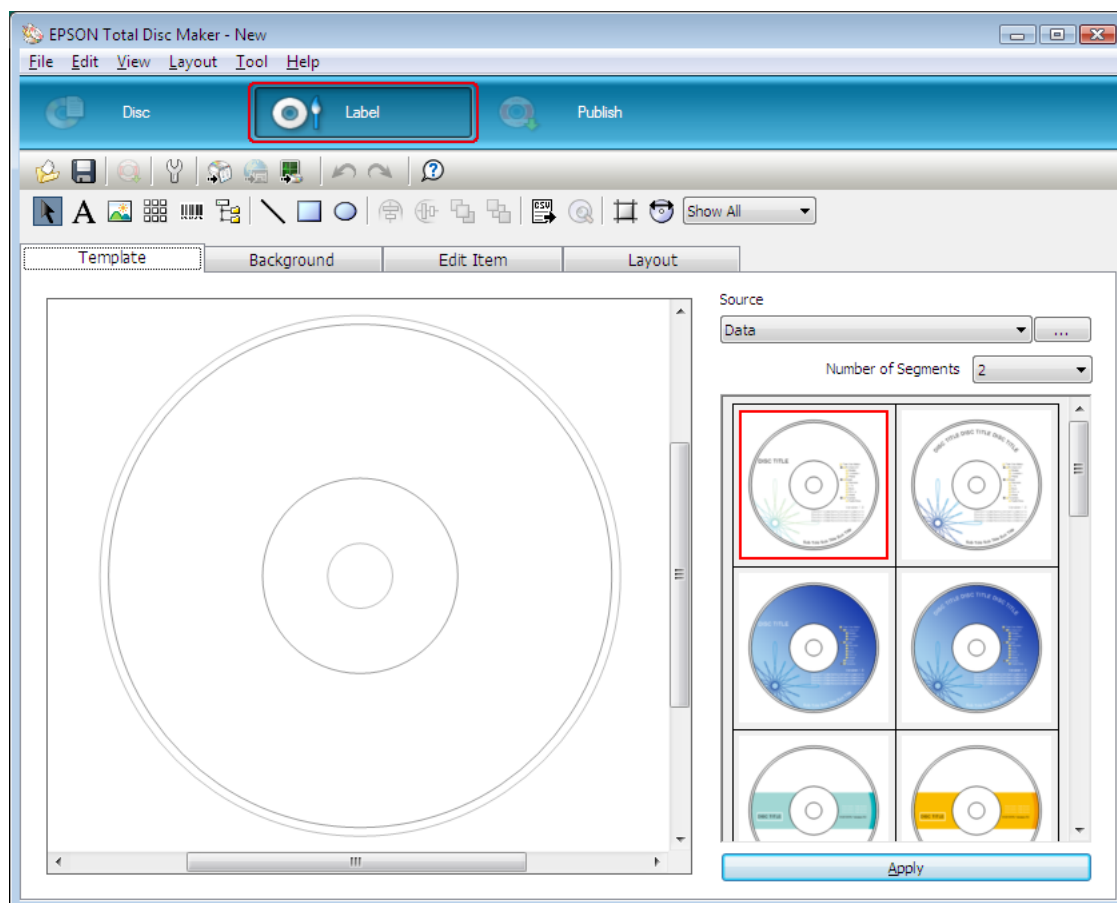 EPSON Total Disc Maker - New
File Edit View Layout Tool Help
Disc Label Publish
A CSV Show All
Template Background Edit Item Layout
Source
Data ...
Number of Segments 2
DISC TITLE
DISC TITLE DISC TITLE DISC TITLE
DISC TITLE
DISC TITLE DISC TITLE DISC TITLE
DISC TITLE
DISC TITLE
Apply